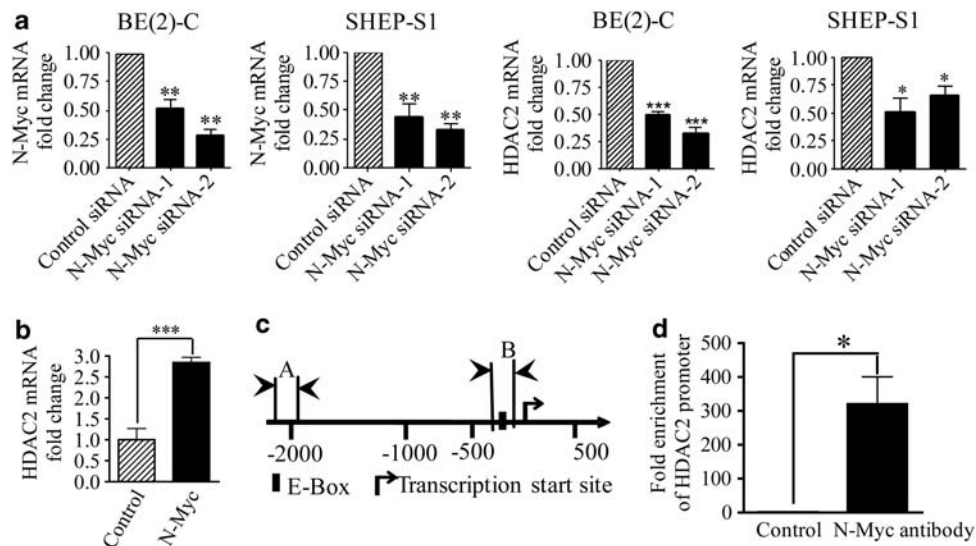 a
BE(2)-C
N-Myc mRNA
fold change
1.00
0.75
0.50
0.25
0.00
**
**
Control siRNA
N-Myc siRNA-1
N-Myc siRNA-2
SHEP-S1
N-Myc mRNA
fold change
1.00
0.75
0.50
0.25
0.00
**
**
Control siRNA
N-Myc siRNA-1
N-Myc siRNA-2
BE(2)-C
HDAC2 mRNA
fold change
1.00
0.75
0.50
0.25
0.00
***
***
Control siRNA
N-Myc siRNA-1
N-Myc siRNA-2
SHEP-S1
HDAC2 mRNA
fold change
1.00
0.75
0.50
0.25
0.00
*
*
Control siRNA
N-Myc siRNA-1
N-Myc siRNA-2
b
HDAC2 mRNA
fold change
3.0
2.5
2.0
1.5
1.0
0.5
0.0
***
Control
N-Myc
c
A
B
-2000
-1000
-500
500
E-Box
Transcription start site
d
Fold enrichment
of HDAC2 promoter
500
400
300
200
100
0
*
Control
N-Myc antibody